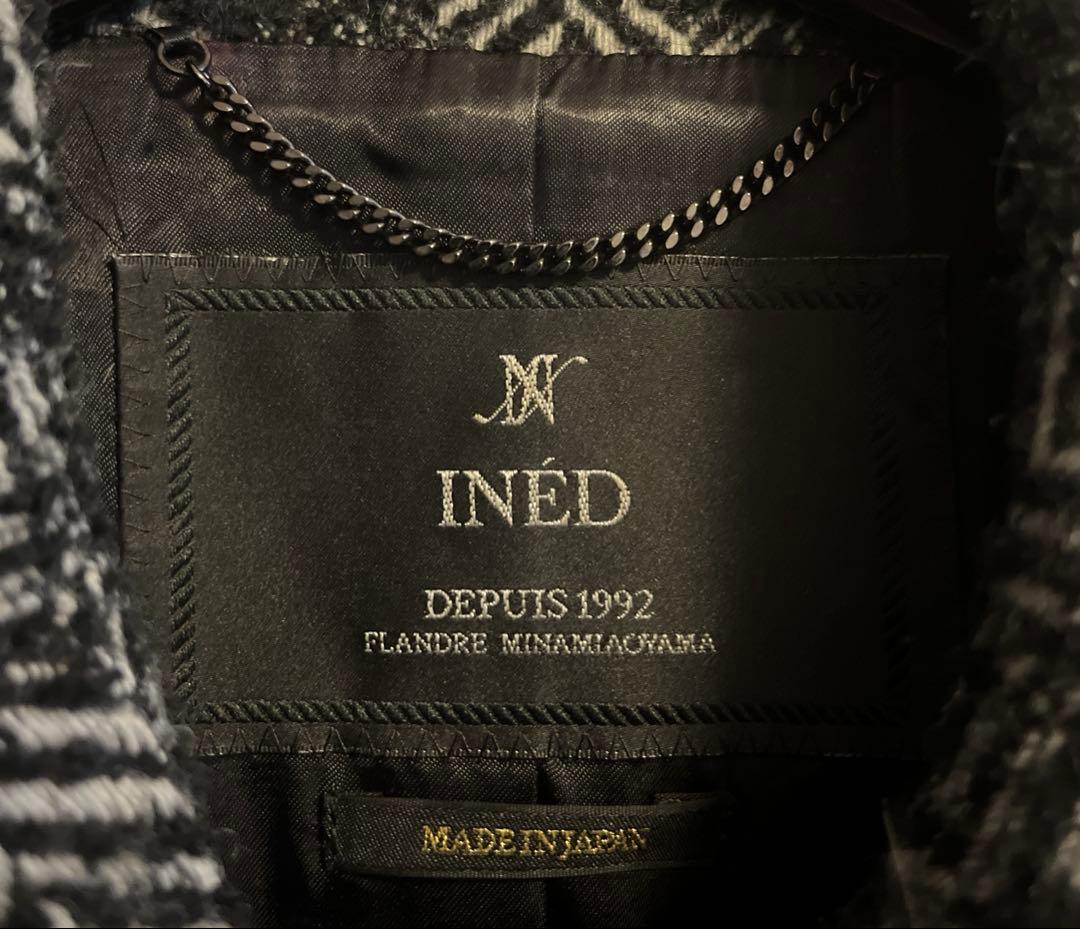 INÉD
DEPUIS 1992
FLANDRE MINAMIAOYAMA
MADE IN JAPAN